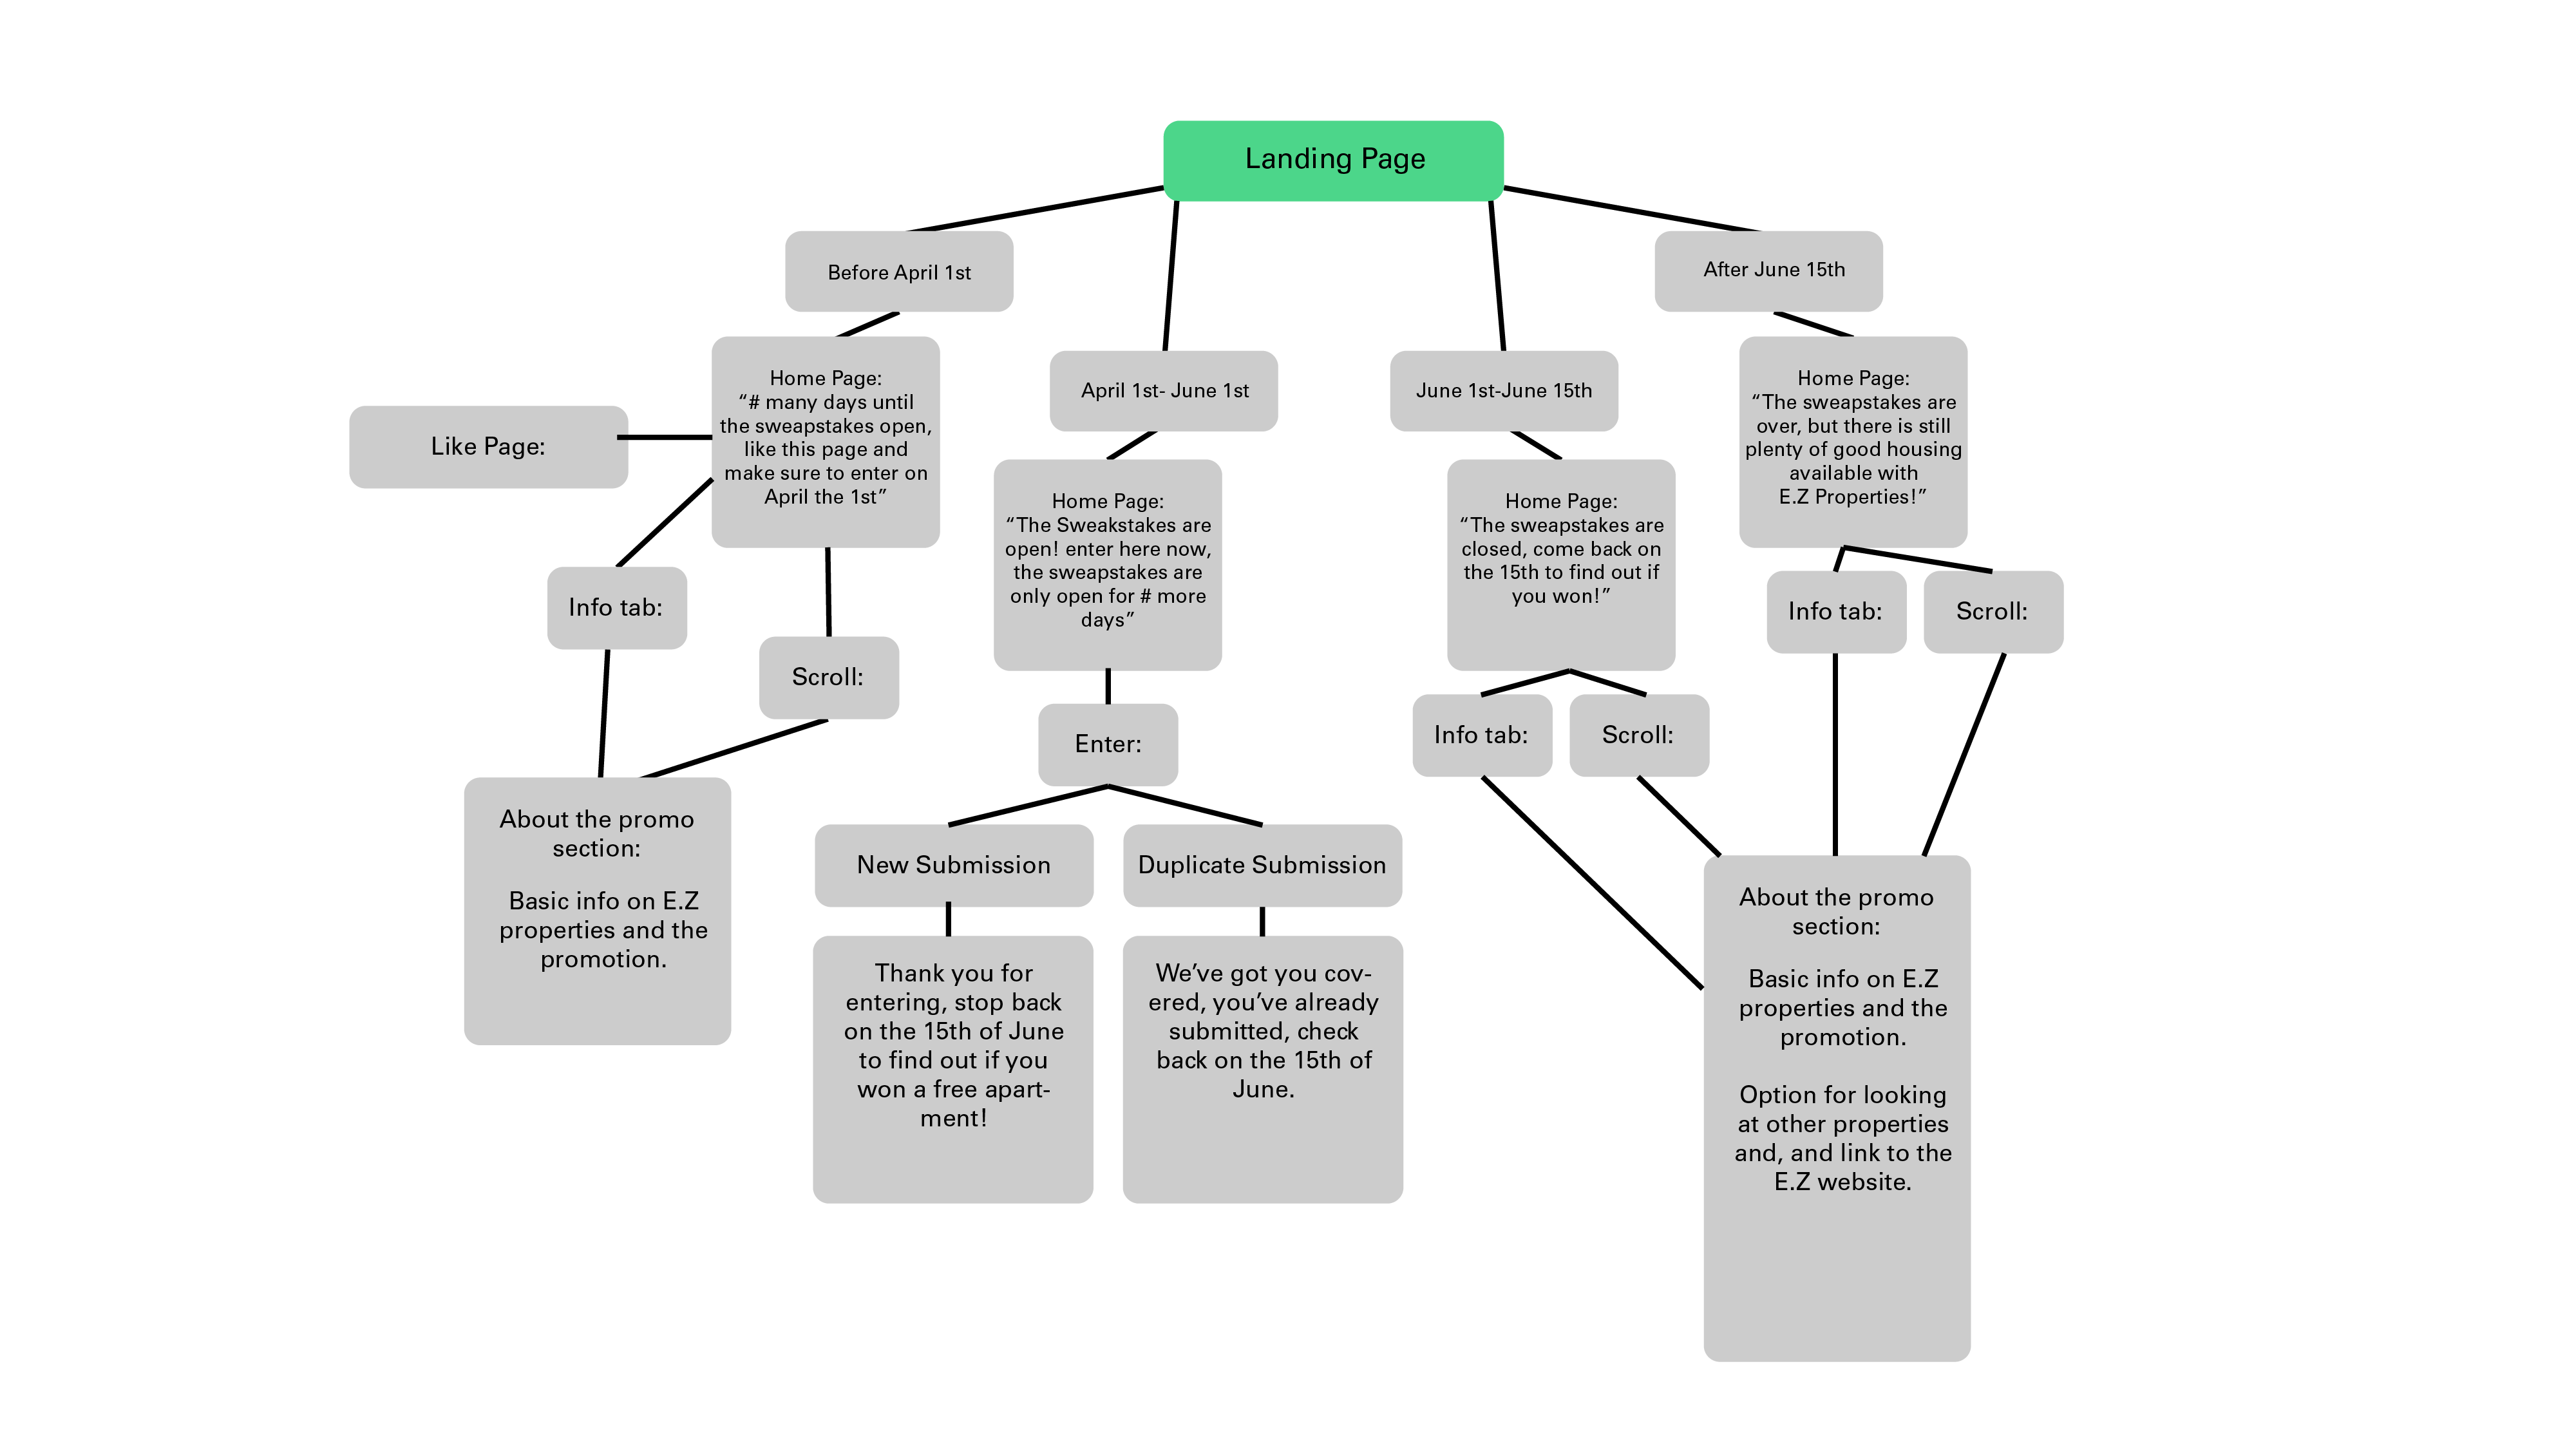 Landing Page
Before April 1st
After June 15th
Home Page:
“# many days until
the sweapstakes open,
like this page and
make sure to enter on
April the 1st”
Home Page:
“The sweapstakes are
over, but there is still
plenty of good housing
available with
E.Z Properties!”
April 1st- June 1st
June 1st-June 15th
Like Page:
Home Page:
“The Sweakstakes are
open! enter here now,
the sweapstakes are
only open for # more
days”
Home Page:
“The sweapstakes are
closed, come back on
the 15th to find out if
you won!”
Info tab:
Scroll:
Info tab:
Scroll:
Enter:
Info tab:
Scroll:
About the promo
section:
Basic info on E.Z
properties and the
promotion.
New Submission
Duplicate Submission
Thank you for
entering, stop back
on the 15th of June
to find out if you
won a free apart-
ment!
We’ve got you cov-
ered, you’ve already
submitted, check
back on the 15th of
June.
About the promo
section:
Basic info on E.Z
properties and the
promotion.
Option for looking
at other properties
and, and link to the
E.Z website.